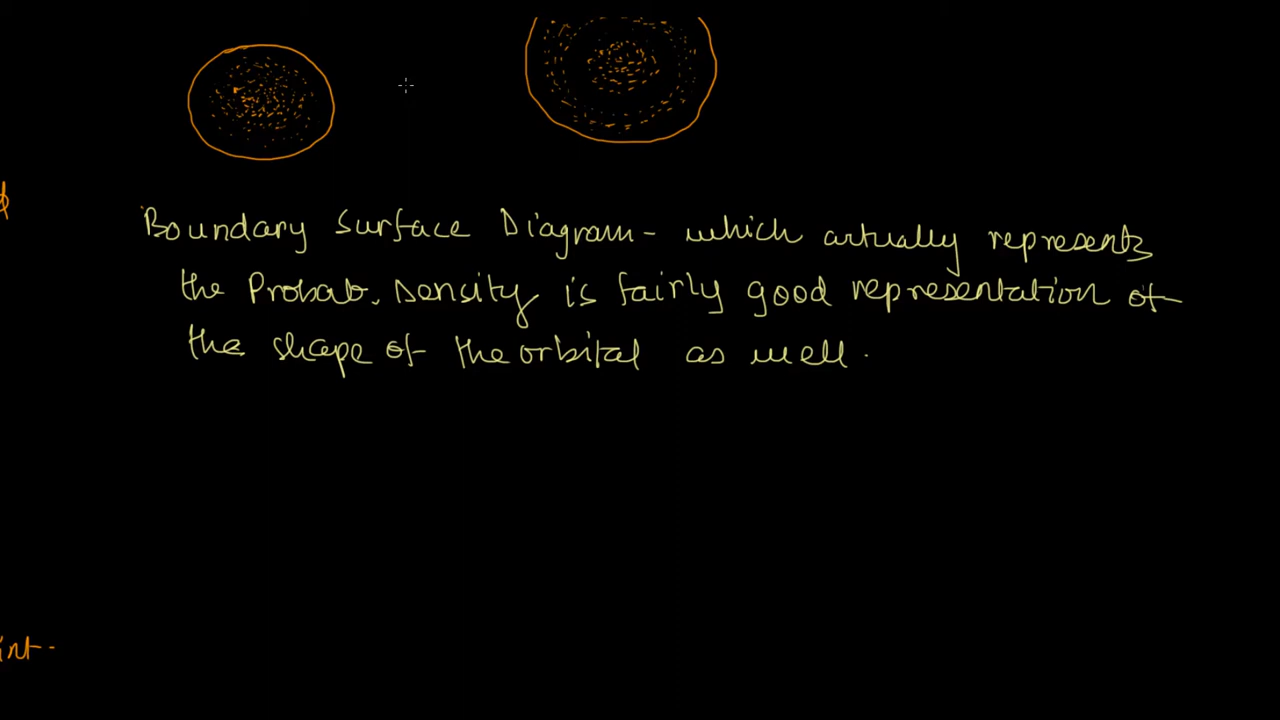 Boundary Surface Diagram - which actually represents
the Probab. Density is fairly good representation of
the shape of the orbital as well.
int -